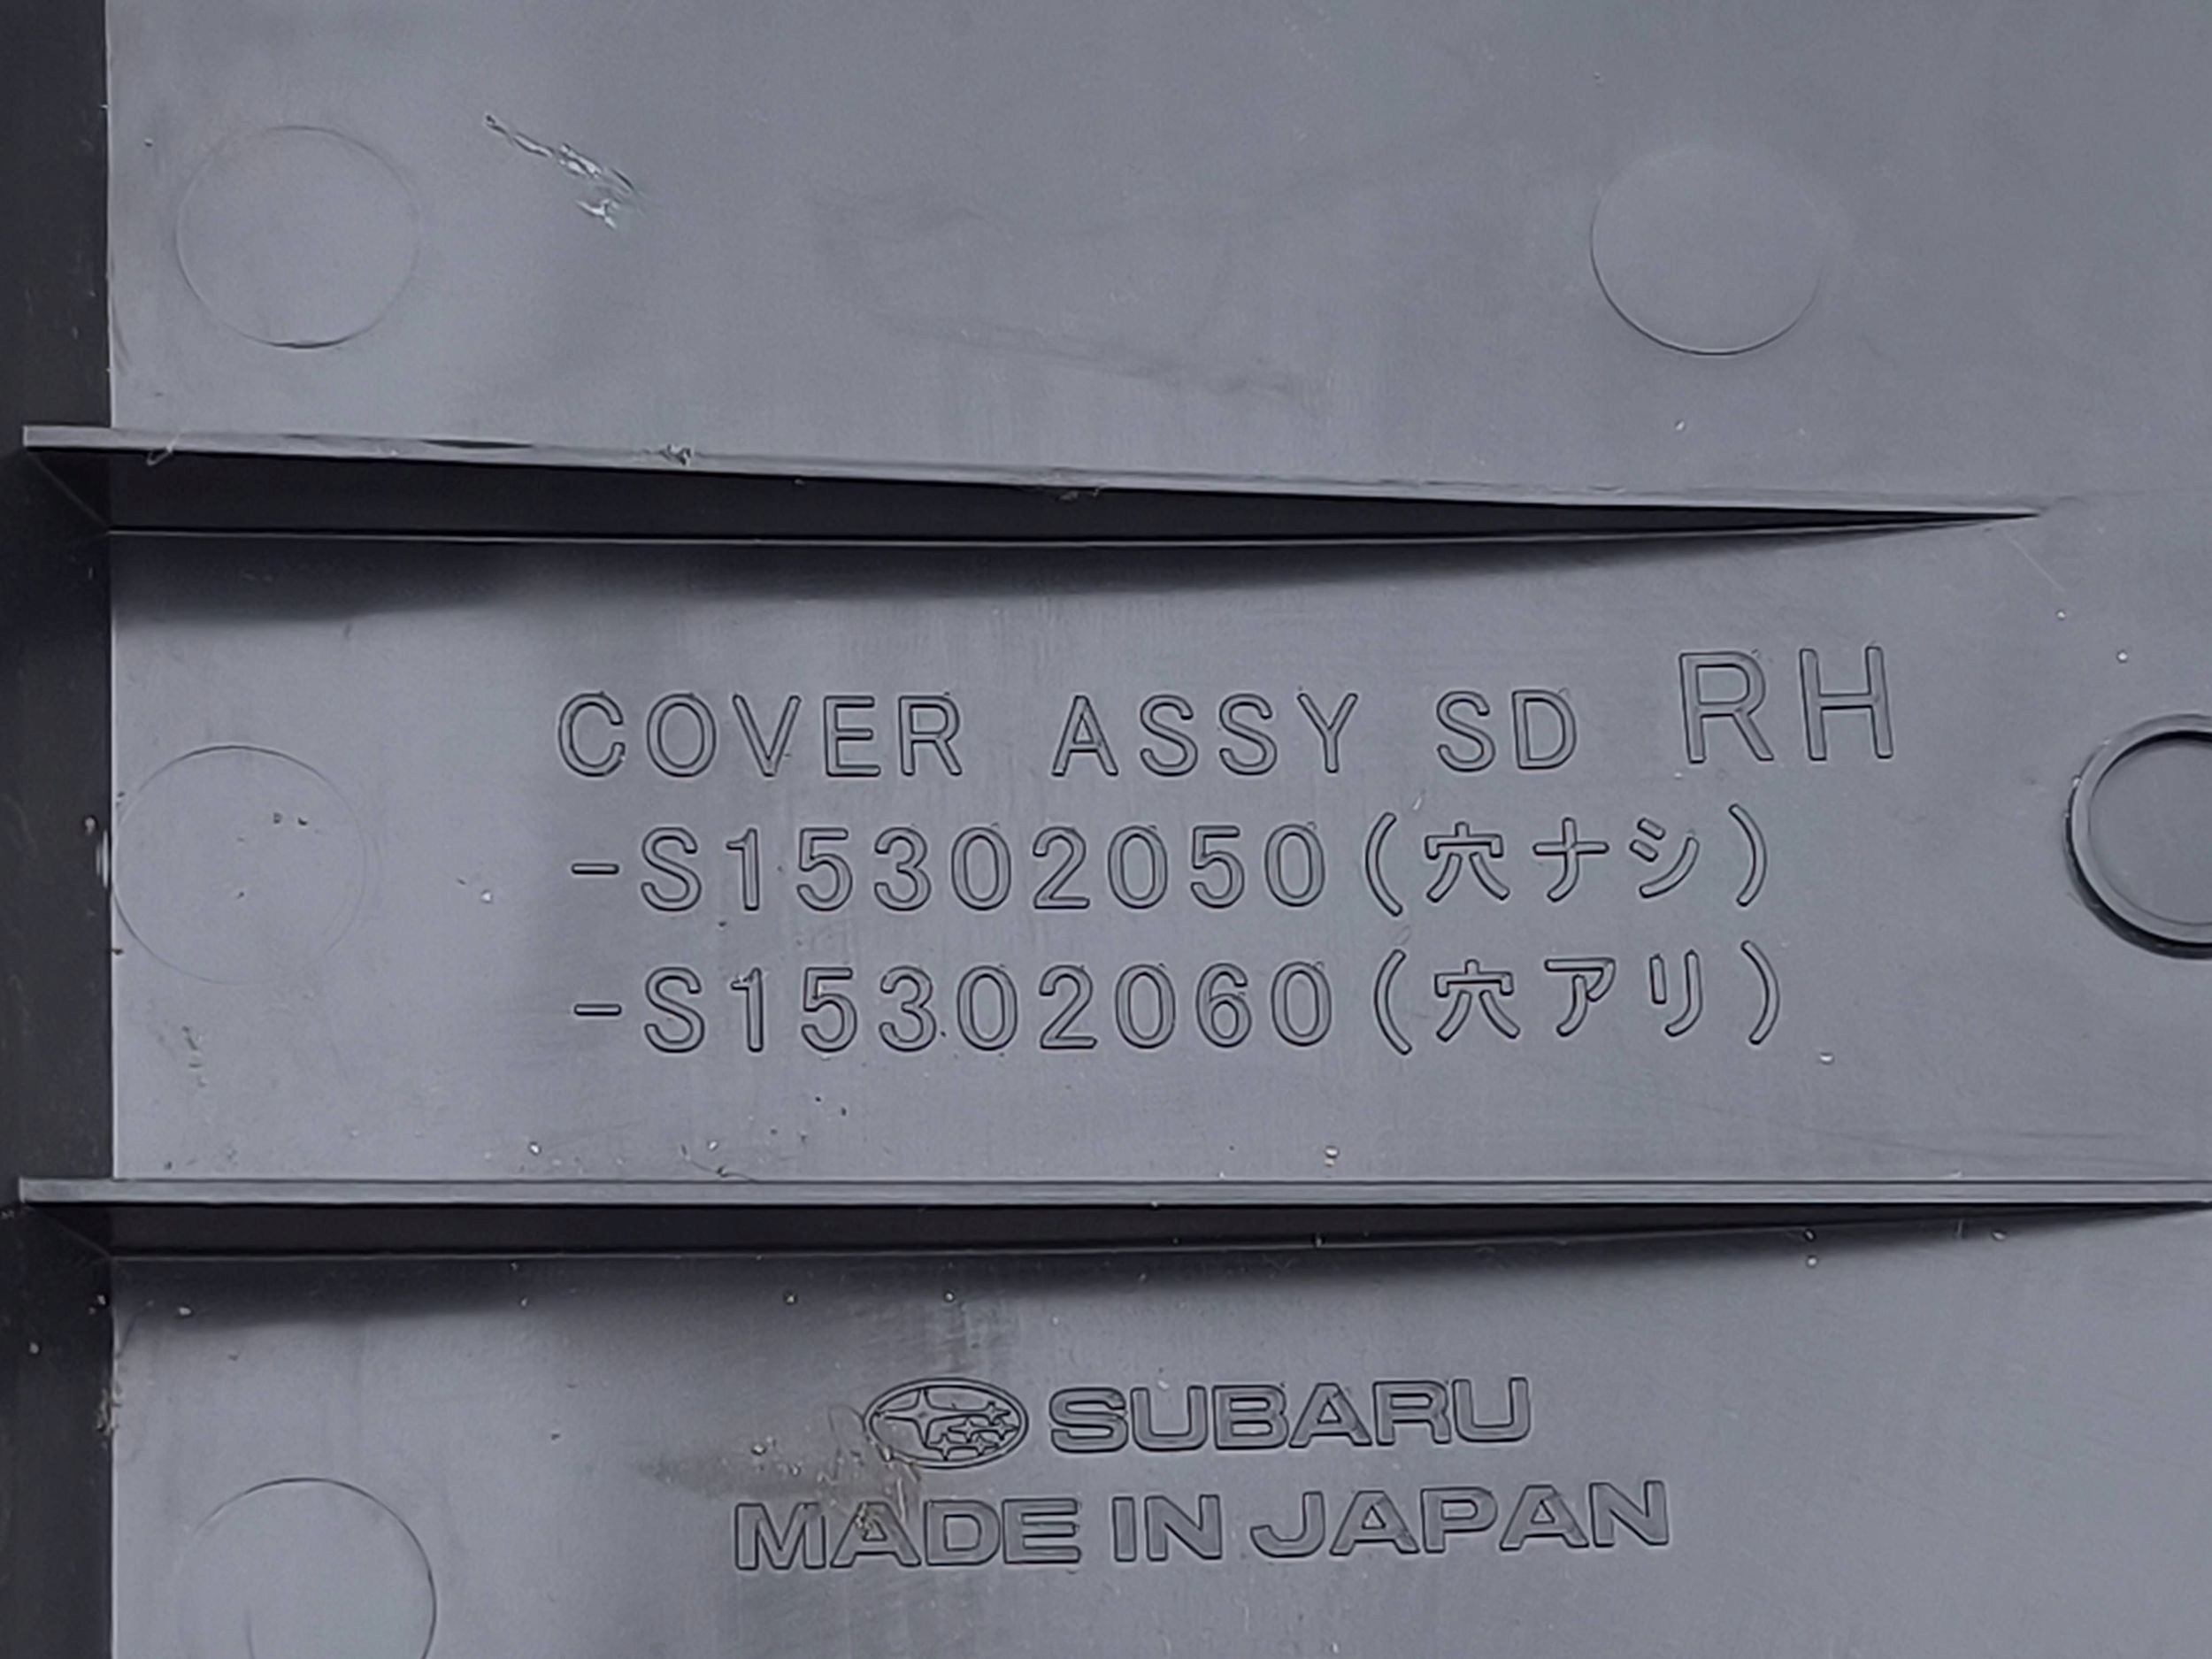 COVER ASSY SD RH
-S15302050(穴ナシ)
-S15302060(穴アリ)
SUBARU
MADE IN JAPAN